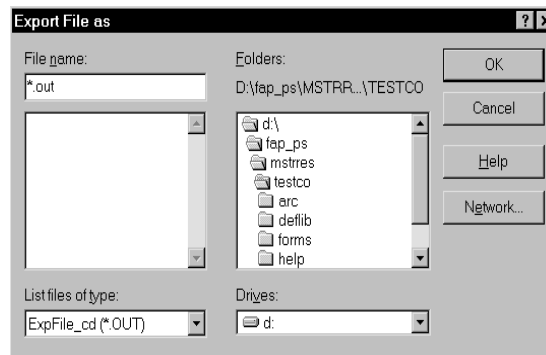 Export File as
File name:
*.out
Folders:
D:\fap_ps\MSTRR...\TESTCO
d:\
fap_ps
mstrres
testco
arc
deflib
forms
help
List files of type:
ExpFile_cd (*.OUT)
Drives:
d:
OK
Cancel
Help
Network...